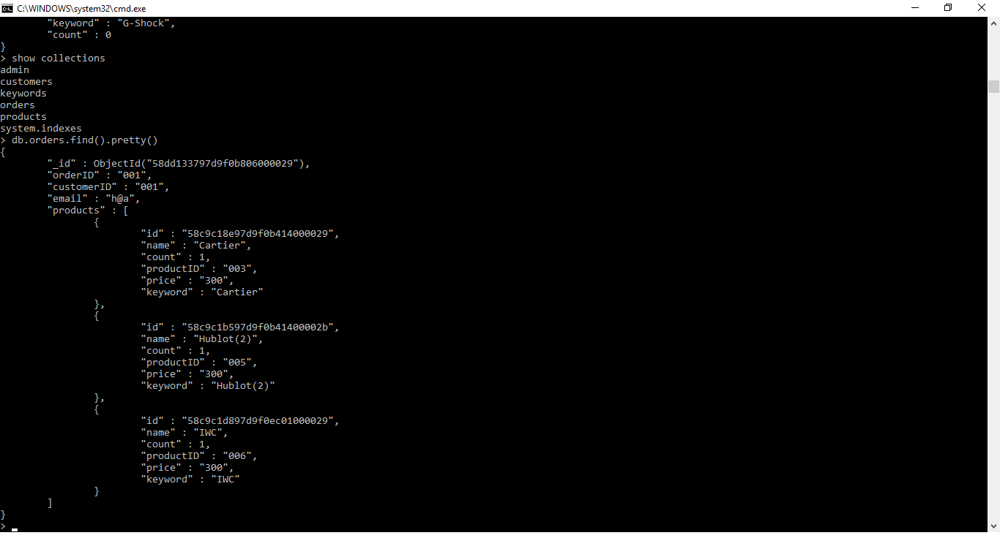 C:\WINDOWS\system32\cmd.exe
"keyword" : "G-Shock",
"count" : 0
}
> show collections
admin
customers
keywords
orders
products
system.indexes
> db.orders.find().pretty()
{
"_id" : ObjectId("58dd133797d9f0b806000029"),
"orderID" : "001",
"customerID" : "001",
"email" : "h@a",
"products" : [
{
"id" : "58c9c18e97d9f0b414000029",
"name" : "Cartier",
"count" : 1,
"productID" : "003",
"price" : "300",
"keyword" : "Cartier"
},
{
"id" : "58c9c1b597d9f0b41400002b",
"name" : "Hublot(2)",
"count" : 1,
"productID" : "005",
"price" : "300",
"keyword" : "Hublot(2)"
},
{
"id" : "58c9c1d897d9f0ec01000029",
"name" : "IWC",
"count" : 1,
"productID" : "006",
"price" : "300",
"keyword" : "IWC"
}
]
}
>